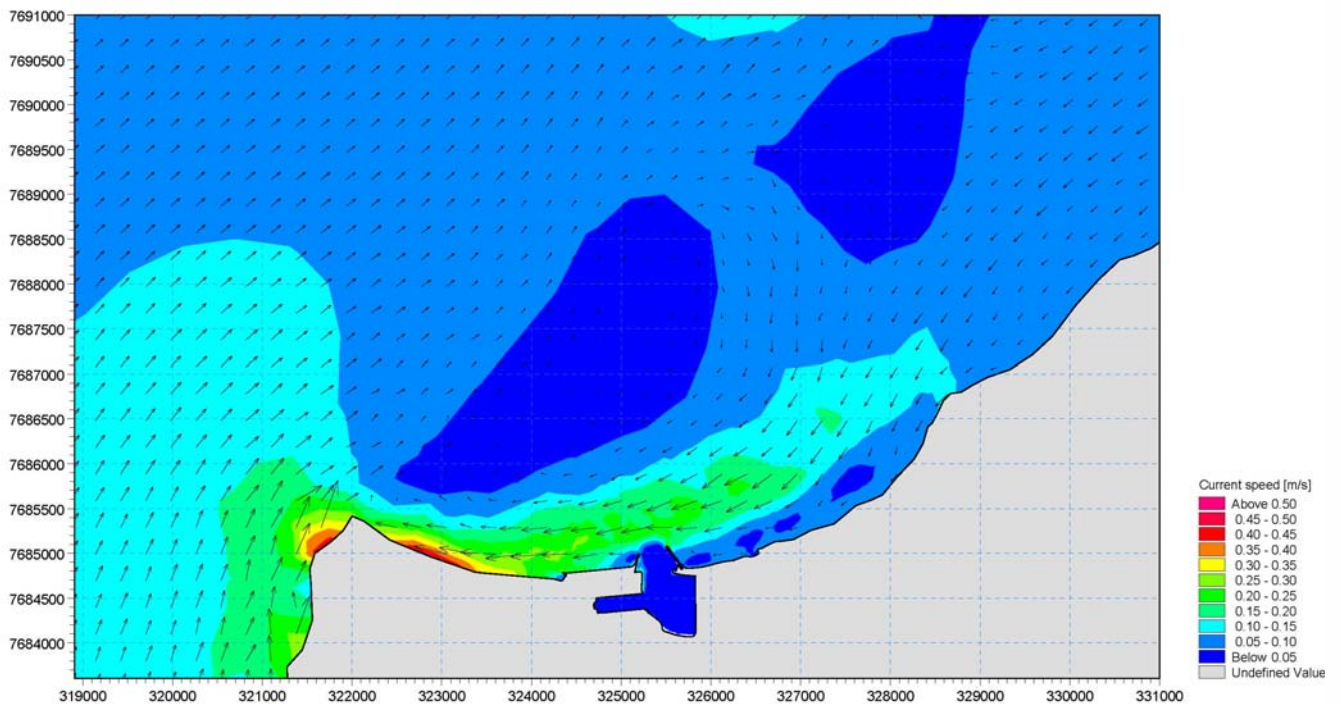 7691000
7690500
7690000
7689500
7689000
7688500
7688000
7687500
7687000
7686500
7686000
7685500
7685000
7684500
7684000
319000 320000 321000 322000 323000 324000 325000 326000 327000 328000 329000 330000 331000
Current speed [m/s]
Above 0.50
0.45 - 0.50
0.40 - 0.45
0.35 - 0.40
0.30 - 0.35
0.25 - 0.30
0.20 - 0.25
0.15 - 0.20
0.10 - 0.15
0.05 - 0.10
Below 0.05
Undefined Value